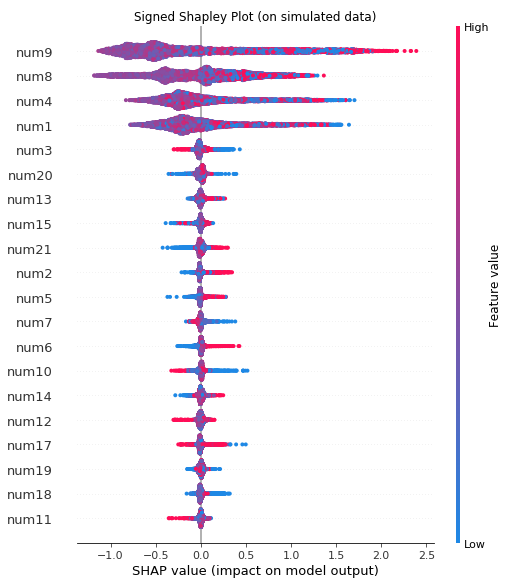 Signed Shapley Plot (on simulated data)
High
num9
num8
num4
num1
num3
num20
num13
num15
num21
num2
num5
num7
num6
num10
num14
num12
num17
num19
num18
num11
Feature value
Low
−1.0 −0.5 0.0 0.5 1.0 1.5 2.0 2.5
SHAP value (impact on model output)